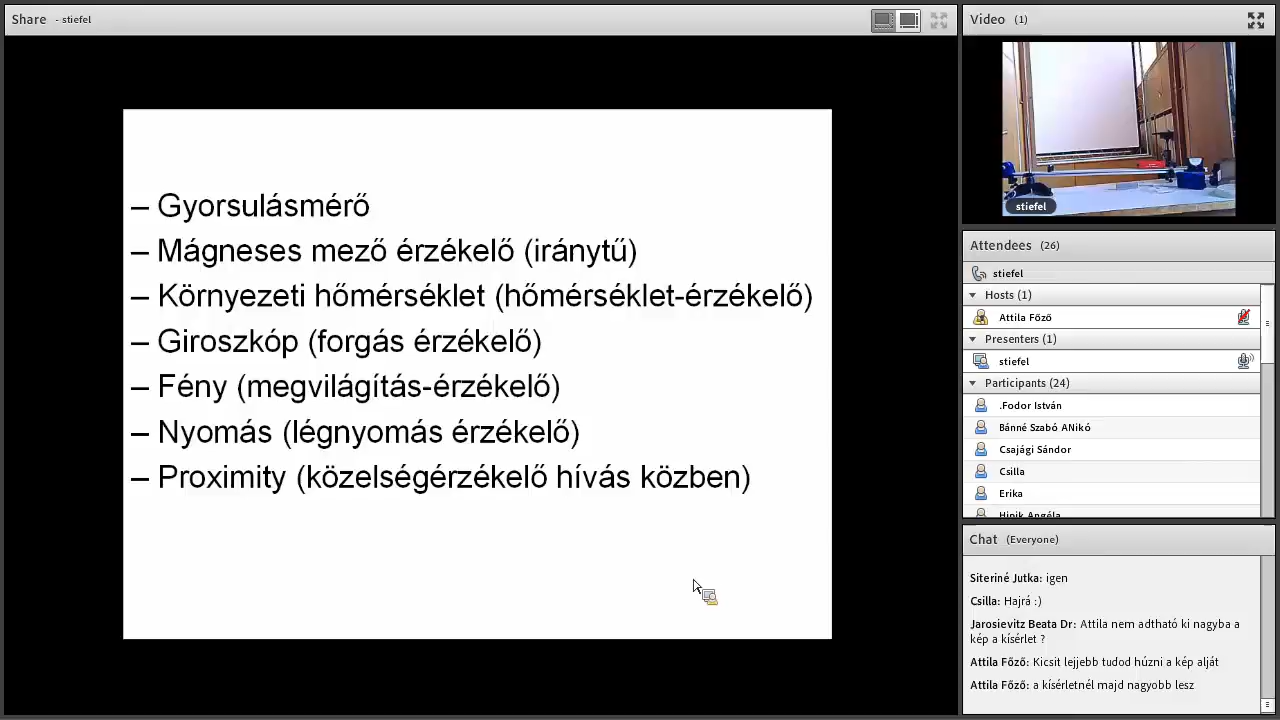 Share - stiefel
– Gyorsulásmérő
– Mágneses mező érzékelő (iránytű)
– Környezeti hőmérséklet (hőmérséklet-érzékelő)
– Giroszkóp (forgás érzékelő)
– Fény (megvilágítás-érzékelő)
– Nyomás (légnyomás érzékelő)
– Proximity (közelségérzékelő hívás közben)
Video (1)
stiefel
Attendees (26)
stiefel
Hosts (1)
Attila Főző
Presenters (1)
stiefel
Participants (24)
.Fodor István
Bánné Szabó ANikó
Csajági Sándor
Csilla
Erika
Hipik Angéla
Chat (Everyone)
Siteriné Jutka: igen
Csilla: Hajrá :)
Jarosievitz Beata Dr: Attila nem adtható ki nagyba a
kép a kísérlet ?
Attila Főző: Kicsit lejjebb tudod húzni a kép alját
Attila Főző: a kísérletnél majd nagyobb lesz